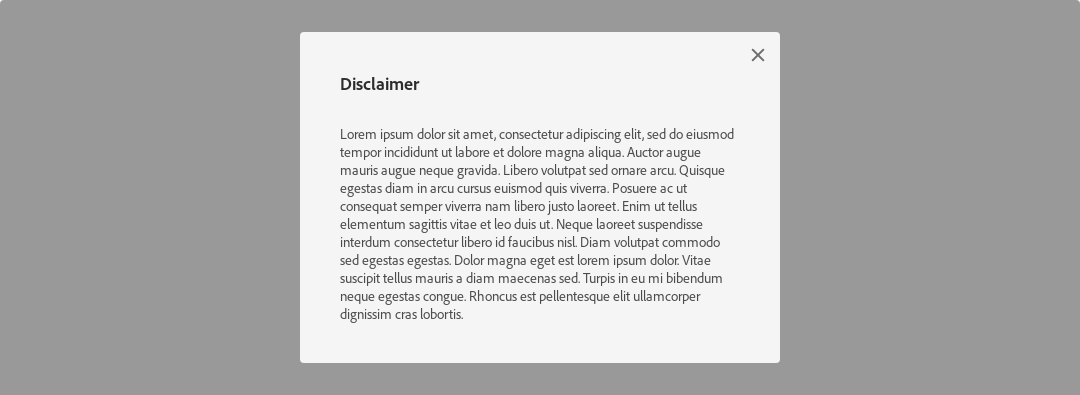 Disclaimer
Lorem ipsum dolor sit amet, consectetur adipiscing elit, sed do eiusmod
tempor incididunt ut labore et dolore magna aliqua. Auctor augue
mauris augue neque gravida. Libero volutpat sed ornare arcu. Quisque
egestas diam in arcu cursus euismod quis viverra. Posuere ac ut
consequat semper viverra nam libero justo laoreet. Enim ut tellus
elementum sagittis vitae et leo duis ut. Neque laoreet suspendisse
interdum consectetur libero id faucibus nisl. Diam volutpat commodo
sed egestas egestas. Dolor magna eget est lorem ipsum dolor. Vitae
suscipit tellus mauris a diam maecenas sed. Turpis in eu mi bibendum
neque egestas congue. Rhoncus est pellentesque elit ullamcorper
dignissim cras lobortis.